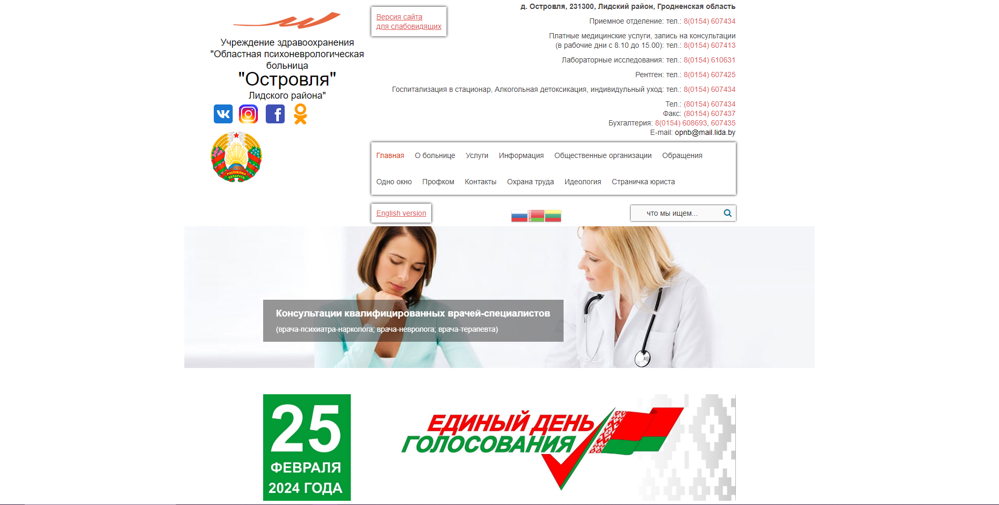 Учреждение здравоохранения
"Областная психоневрологическая
больница
"Островля"
Лидского района"
РЭСПУБЛІКА
БЕЛАРУСЬ
Версия сайта
для слабовидящих
д. Островля, 231300, Лидский район, Гродненская область
Приемное отделение: тел.: 8(0154) 607434
Платные медицинские услуги, запись на консультации
(в рабочие дни с 8.10 до 15.00): тел.: 8(0154) 607413
Лабораторные исследования: тел.: 8(0154) 610631
Рентген: тел.: 8(0154) 607425
Госпитализация в стационар, Алкогольная детоксикация, индивидульный уход: тел.: 8(0154) 607434
Тел.: (80154) 607434
Факс: (80154) 607437
Бухгалтерия: 8(0154) 608693, 607435
E-mail: opnb@mail.lida.by
Главная О больнице Услуги Информация Общественные организации Обращения
Одно окно Профком Контакты Охрана труда Идеология Страничка юриста
English version
что мы ищем...
Консультации квалифицированных врачей-специалистов
(врача-психиатра-нарколога; врача-невролога; врача-терапевта)
25
ФЕВРАЛЯ
2024 ГОДА
ЕДИНЫЙ ДЕНЬ
ГОЛОСОВАНИЯ